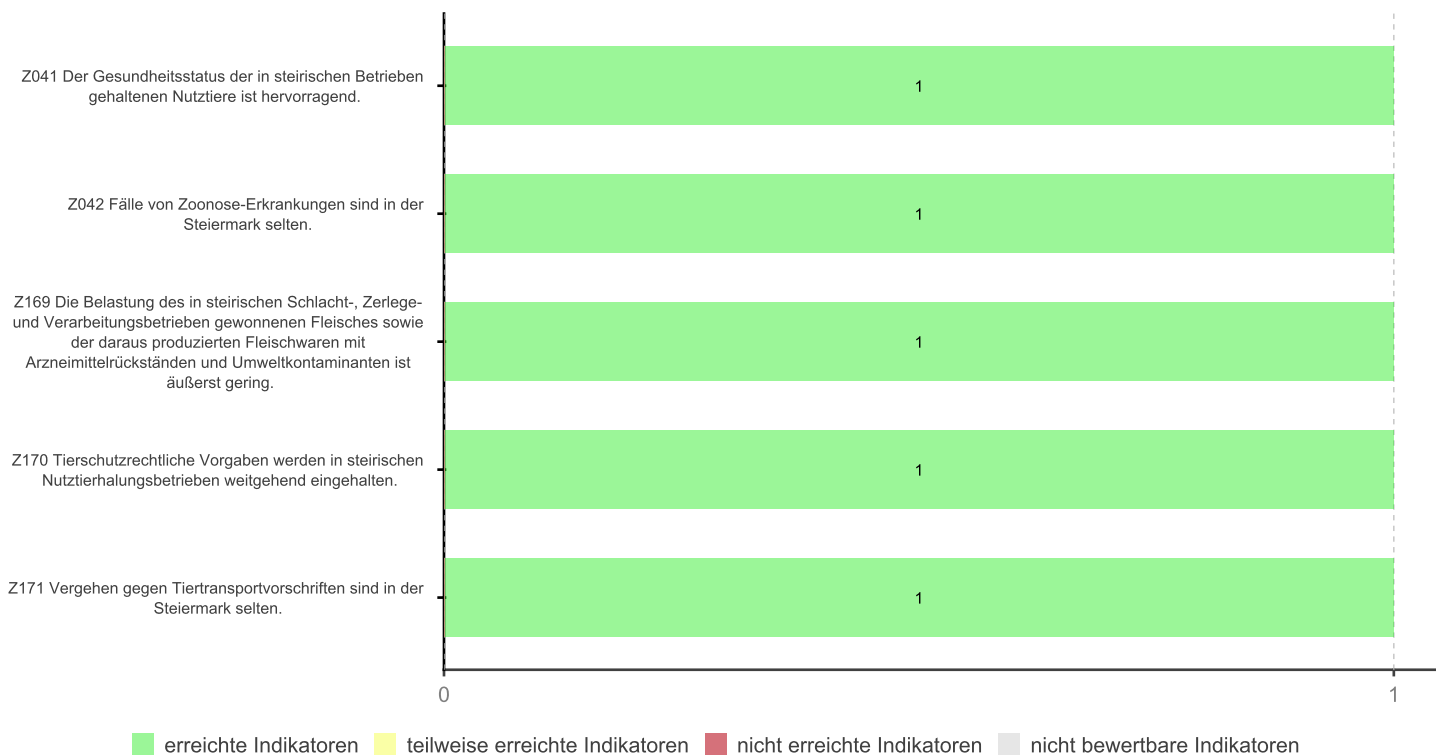 Z041 Der Gesundheitsstatus der in steirischen Betrieben
gehaltenen Nutztiere ist hervorragend.
1
Z042 Fälle von Zoonose-Erkrankungen sind in der
Steiermark selten.
1
Z169 Die Belastung des in steirischen Schlacht-, Zerlege-
und Verarbeitungsbetrieben gewonnenen Fleisches sowie
der daraus produzierten Fleischwaren mit
Arzneimittelrückständen und Umweltkontaminanten ist
äußerst gering.
1
Z170 Tierschutzrechtliche Vorgaben werden in steirischen
Nutztierhalungsbetrieben weitgehend eingehalten.
1
Z171 Vergehen gegen Tiertransportvorschriften sind in der
Steiermark selten.
1
0 1
erreichte Indikatoren teilweise erreichte Indikatoren nicht erreichte Indikatoren nicht bewertbare Indikatoren